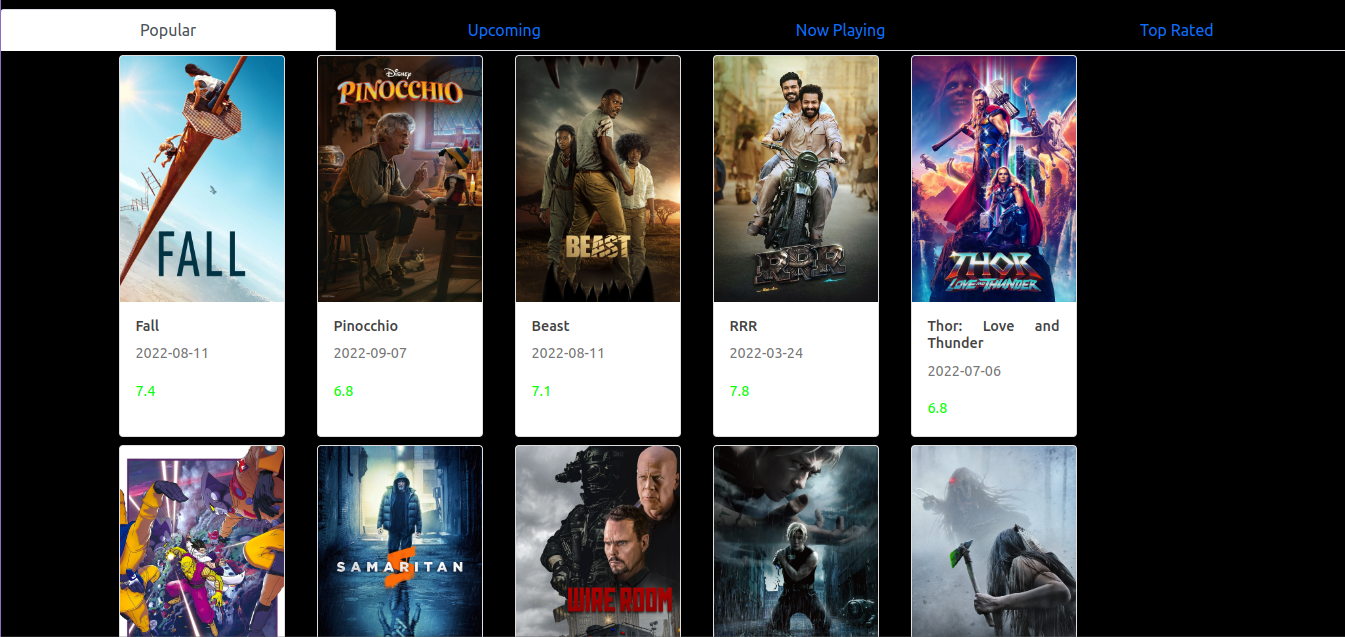 Popular Upcoming Now Playing Top Rated
Disney
PINOCCHIO
FALL
BEAST
RRR
THOR
LOVE AND THUNDER
Fall
2022-08-11
7.4
Pinocchio
2022-09-07
6.8
Beast
2022-08-11
7.1
RRR
2022-03-24
7.8
Thor: Love and
Thunder
2022-07-06
6.8
SAMARITAN
WIRE ROOM